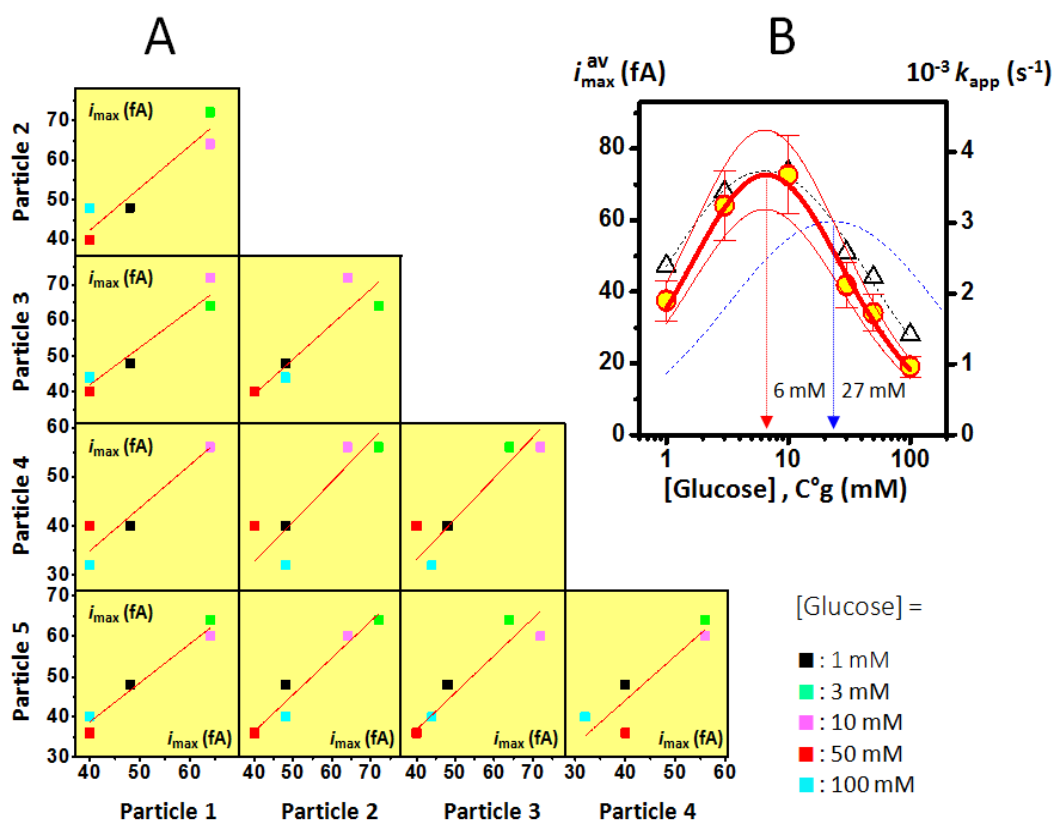 A
B
i max (fA)
Particle 2
70
60
50
40
Particle 3
70
60
50
40
i max (fA)
Particle 4
60
50
40
30
i max (fA)
Particle 5
70
60
50
40
30
i max (fA)
i max (fA)
i max (fA)
i max (fA)
i max (fA)
40 50 60
40 50 60 70
40 50 60 70
30 40 50 60
Particle 1
Particle 2
Particle 3
Particle 4
i av max (fA)
10-3 kapp (s-1)
80
60
40
20
0
4
3
2
1
0
6 mM
27 mM
1 10 100
[Glucose] , C°g (mM)
[Glucose] =
: 1 mM
: 3 mM
: 10 mM
: 50 mM
: 100 mM